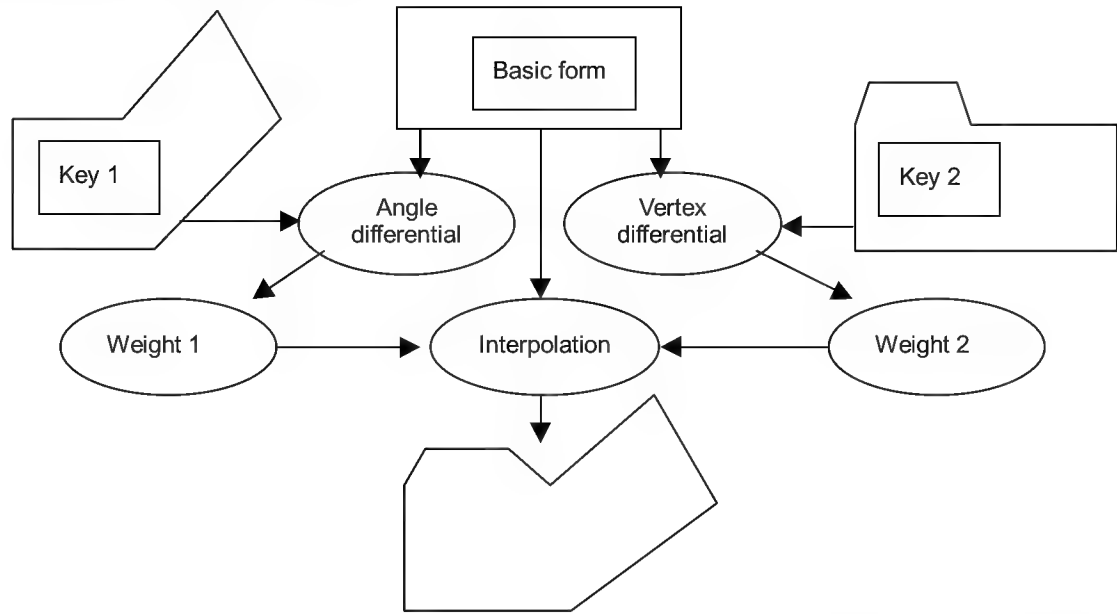 Basic form
Key 1
Key 2
Angle
differential
Vertex
differential
Weight 1
Interpolation
Weight 2